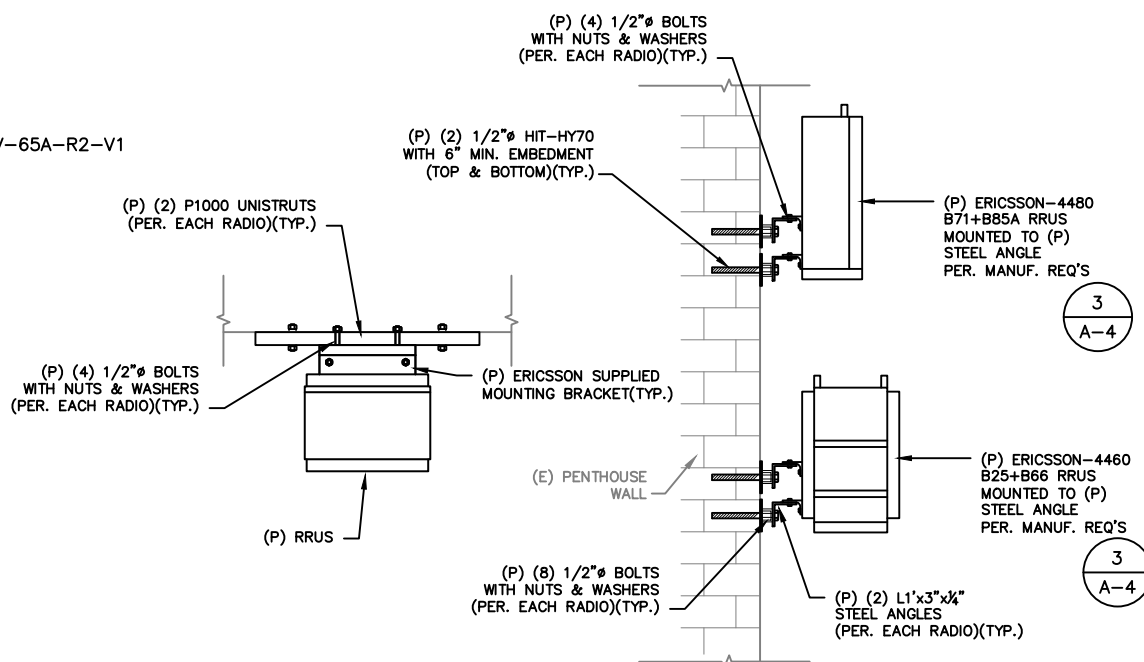 (P) (4) 1/2"ø BOLTS
WITH NUTS & WASHERS
(PER. EACH RADIO)(TYP.)
(P) (2) 1/2"ø HIT-HY70
WITH 6" MIN. EMBEDMENT
(TOP & BOTTOM)(TYP.)
-65A-R2-V1
(P) (2) P1000 UNISTRUTS
(PER. EACH RADIO)(TYP.)
(P) ERICSSON-4480
B71+B85A RRUS
MOUNTED TO (P)
STEEL ANGLE
PER. MANUF. REQ'S
3
A-4
(P) (4) 1/2"ø BOLTS
WITH NUTS & WASHERS
(PER. EACH RADIO)(TYP.)
(P) ERICSSON SUPPLIED
MOUNTING BRACKET(TYP.)
(E) PENTHOUSE
WALL
(P) ERICSSON-4460
B25+B66 RRUS
MOUNTED TO (P)
STEEL ANGLE
PER. MANUF. REQ'S
3
A-4
(P) RRUS
(P) (8) 1/2"ø BOLTS
WITH NUTS & WASHERS
(PER. EACH RADIO)(TYP.)
(P) (2) L1'x3"x¼"
STEEL ANGLES
(PER. EACH RADIO)(TYP.)